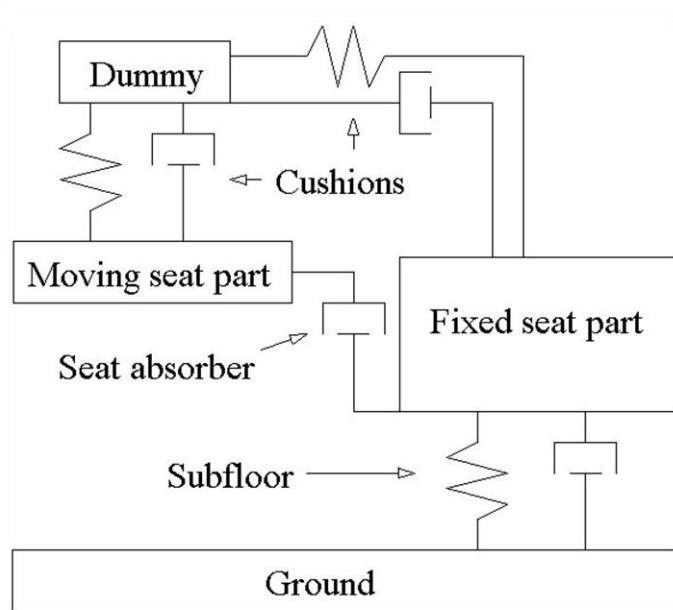 Dummy
Cushions
Moving seat part
Fixed seat part
Seat absorber
Subfloor
Ground